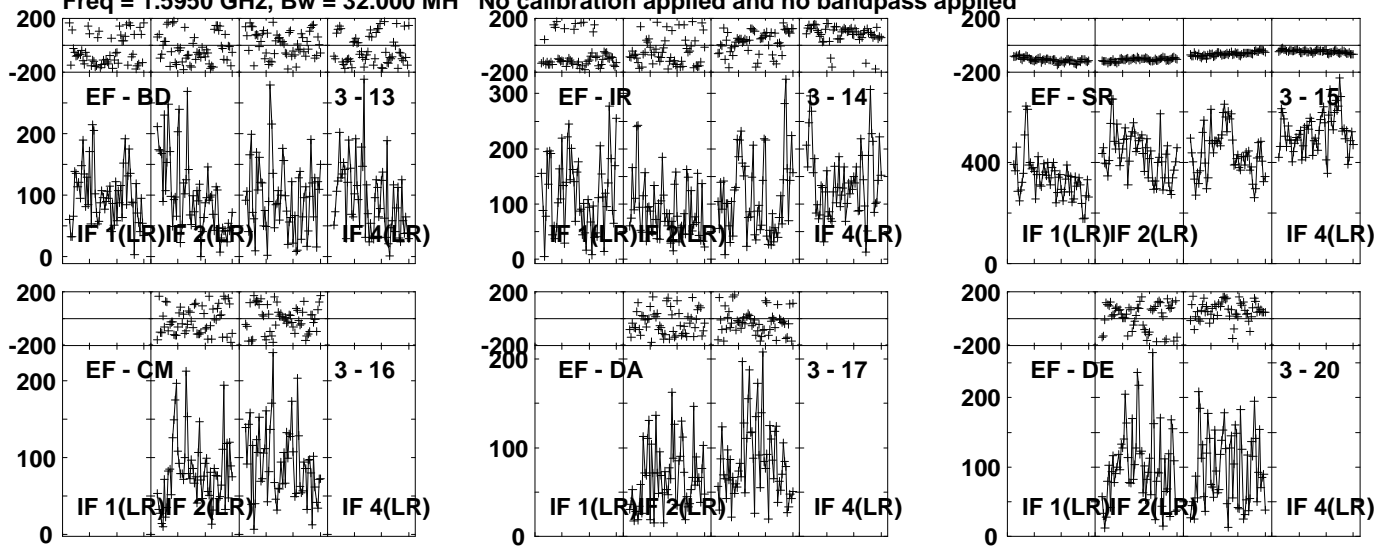 Freq = 1.5950 GHz, Bw = 32.000 MH No calibration applied and no bandpass applied
200
-200
EF - BD 3 - 13
200
100
0
IF 1(LR) IF 2(LR) IF 4(LR)
200
-200
300
EF - IR 3 - 14
200
100
0
IF 1(LR) IF 2(LR) IF 4(LR)
200
-200
EF - SR 3 - 15
400
0
IF 1(LR) IF 2(LR) IF 4(LR)
200
-200
EF - CM 3 - 16
200
100
0
IF 1(LR) IF 2(LR) IF 4(LR)
200
-200
200
EF - DA 3 - 17
100
0
IF 1(LR) IF 2(LR) IF 4(LR)
200
-200
EF - DE 3 - 20
200
100
0
IF 1(LR) IF 2(LR) IF 4(LR)